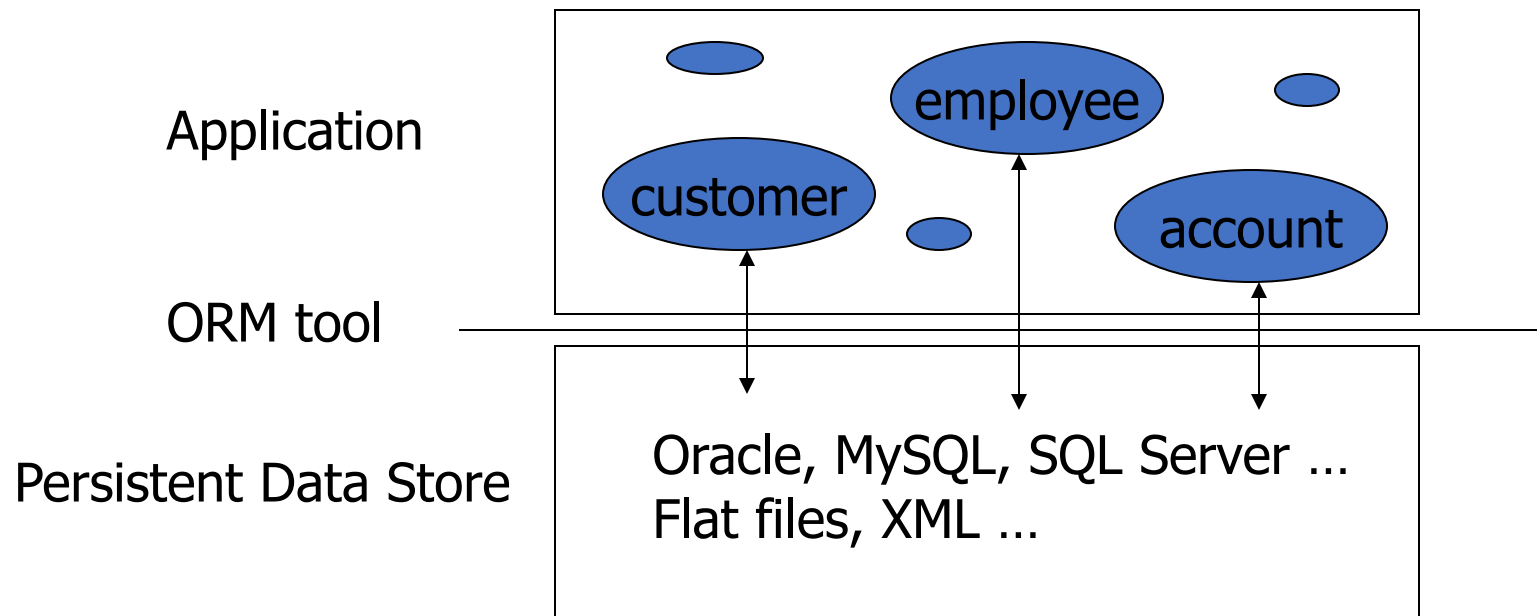 Application
employee
customer
account
ORM tool
Persistent Data Store
Oracle, MySQL, SQL Server …
Flat files, XML …